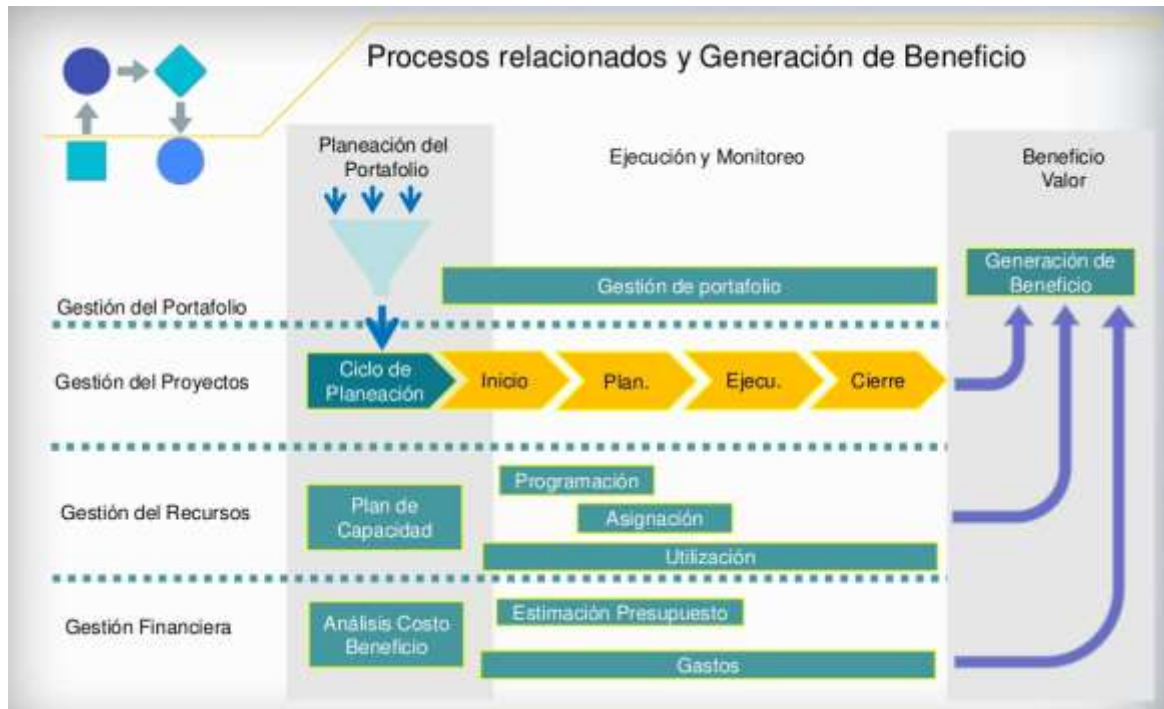 Procesos relacionados y Generación de Beneficio
Planeación del
Portafolio
Ejecución y Monitoreo
Beneficio
Valor
Gestión del Portafolio
Gestión de portafolio
Generación de
Beneficio
Gestión del Proyectos
Ciclo de
Planeación
Inicio
Plan.
Ejecu.
Cierre
Gestión del Recursos
Plan de
Capacidad
Programación
Asignación
Utilización
Gestión Financiera
Análisis Costo
Beneficio
Estimación Presupuesto
Gastos